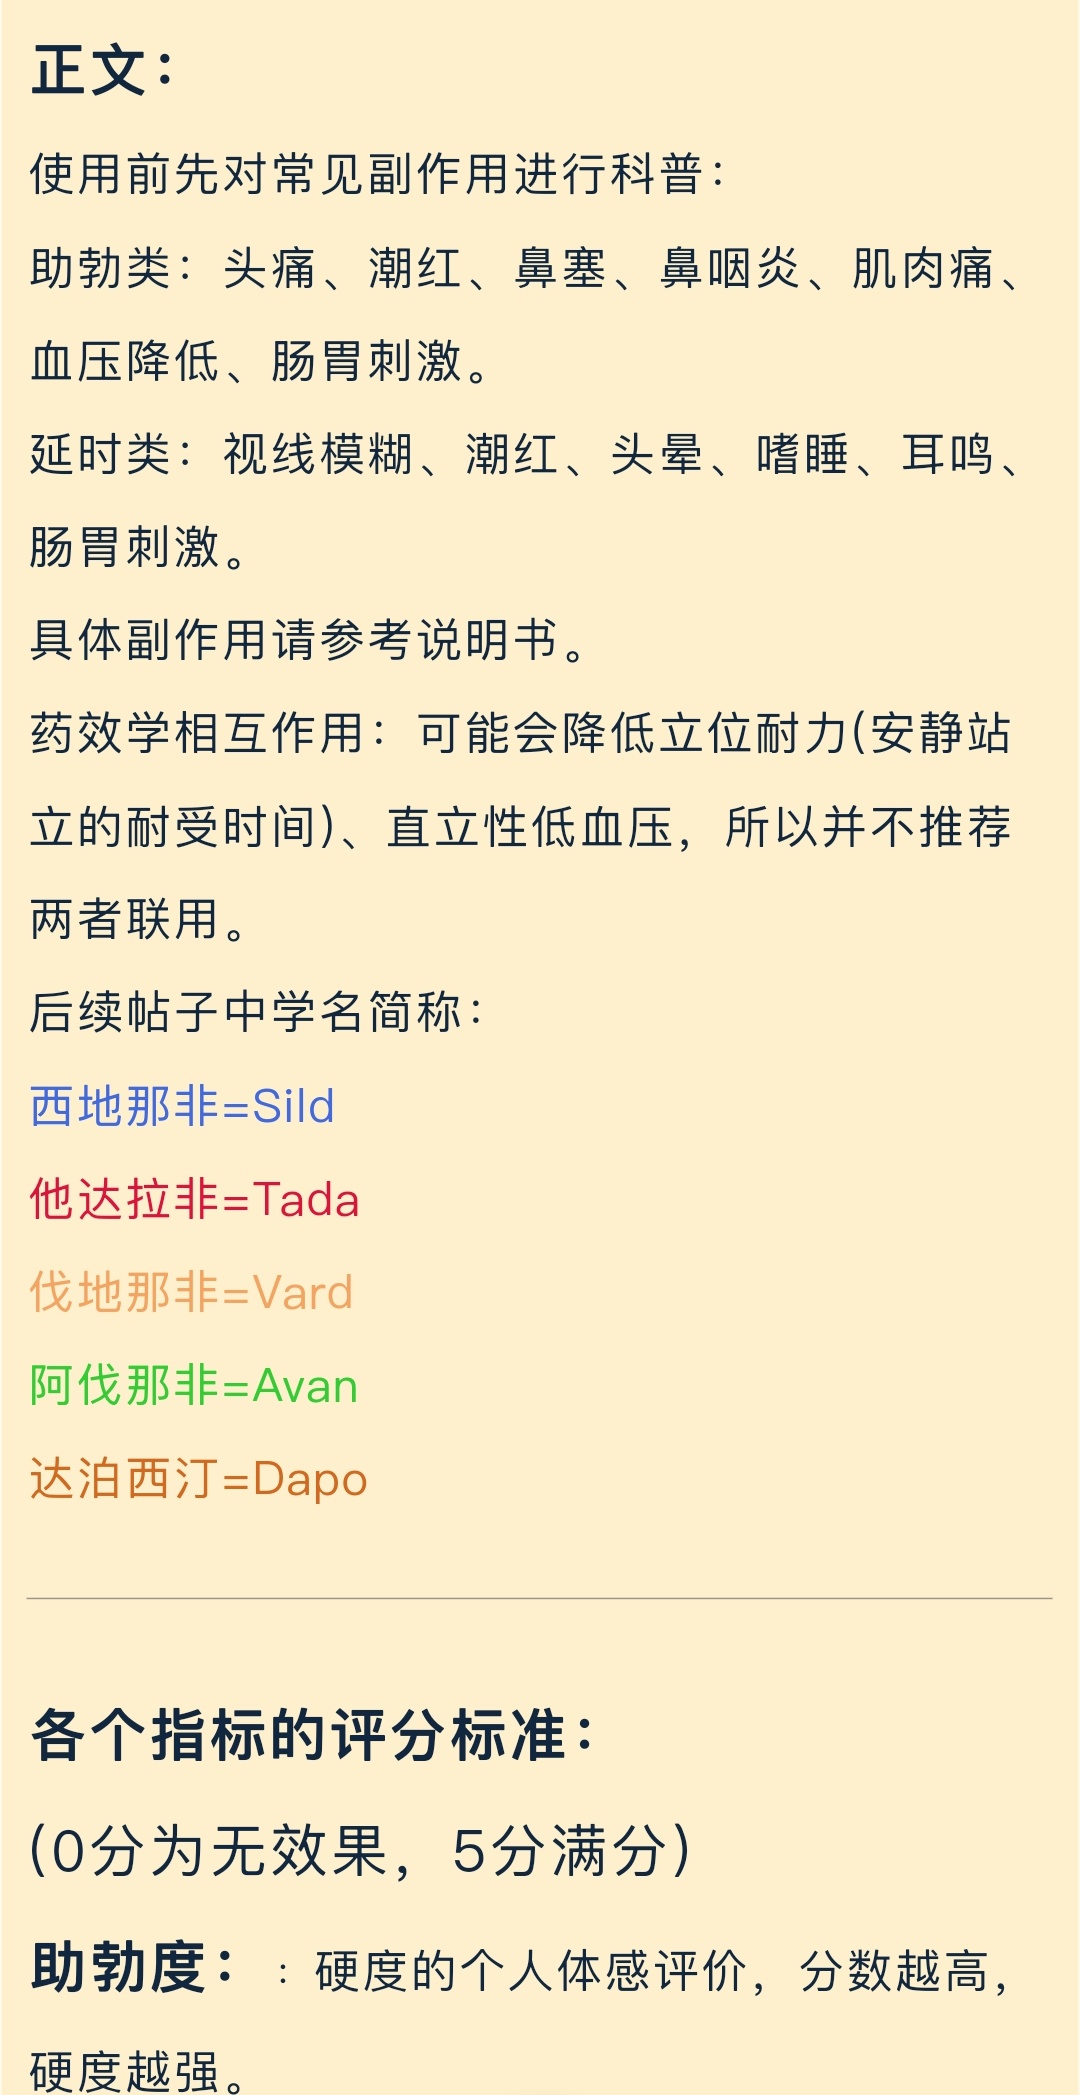 正文：
使用前先对常见副作用进行科普：
助勃类：头痛、潮红、鼻塞、鼻咽炎、肌肉痛、
血压降低、肠胃刺激。
延时类：视线模糊、潮红、头晕、嗜睡、耳鸣、
肠胃刺激。
具体副作用请参考说明书。
药效学相互作用：可能会降低立位耐力(安静站
立的耐受时间)、直立性低血压，所以并不推荐
两者联用。
后续帖子中学名简称：
西地那非=Sild
他达拉非=Tada
伐地那非=Vard
阿伐那非=Avan
达泊西汀=Dapo
各个指标的评分标准：
(0分为无效果，5分满分)
助勃度：：硬度的个人体感评价，分数越高，
硬度越强。